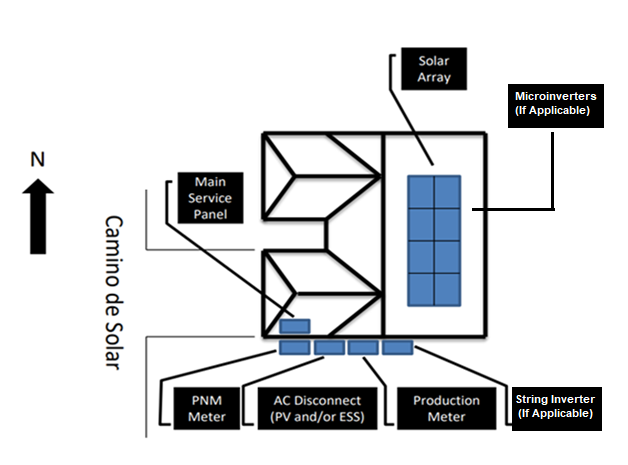 Solar
Array
Microinverters
(If Applicable)
N
Main
Service
Panel
Camino de Solar
PNM
Meter
AC Disconnect
(PV and/or ESS)
Production
Meter
String Inverter
(If Applicable)